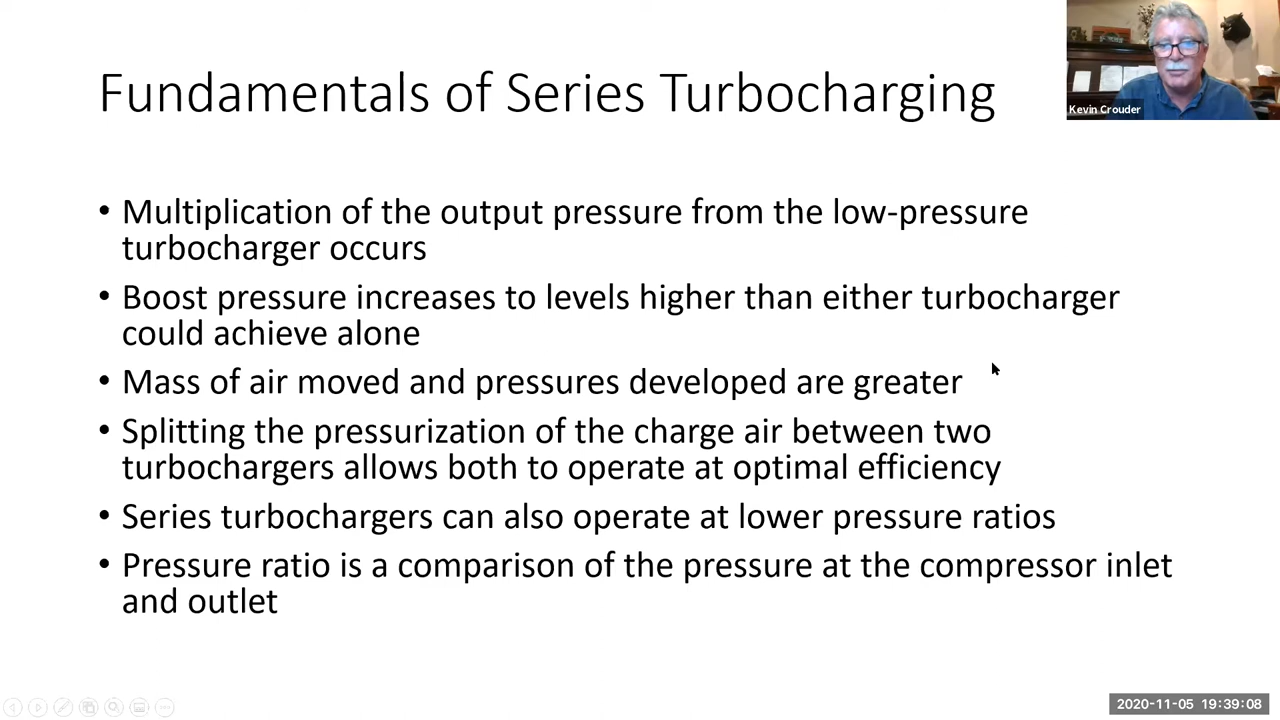 Fundamentals of Series Turbocharging
Kevin Crouder
• Multiplication of the output pressure from the low-pressure
turbocharger occurs
• Boost pressure increases to levels higher than either turbocharger
could achieve alone
• Mass of air moved and pressures developed are greater
• Splitting the pressurization of the charge air between two
turbochargers allows both to operate at optimal efficiency
• Series turbochargers can also operate at lower pressure ratios
• Pressure ratio is a comparison of the pressure at the compressor inlet
and outlet
2020-11-05 19:39:08